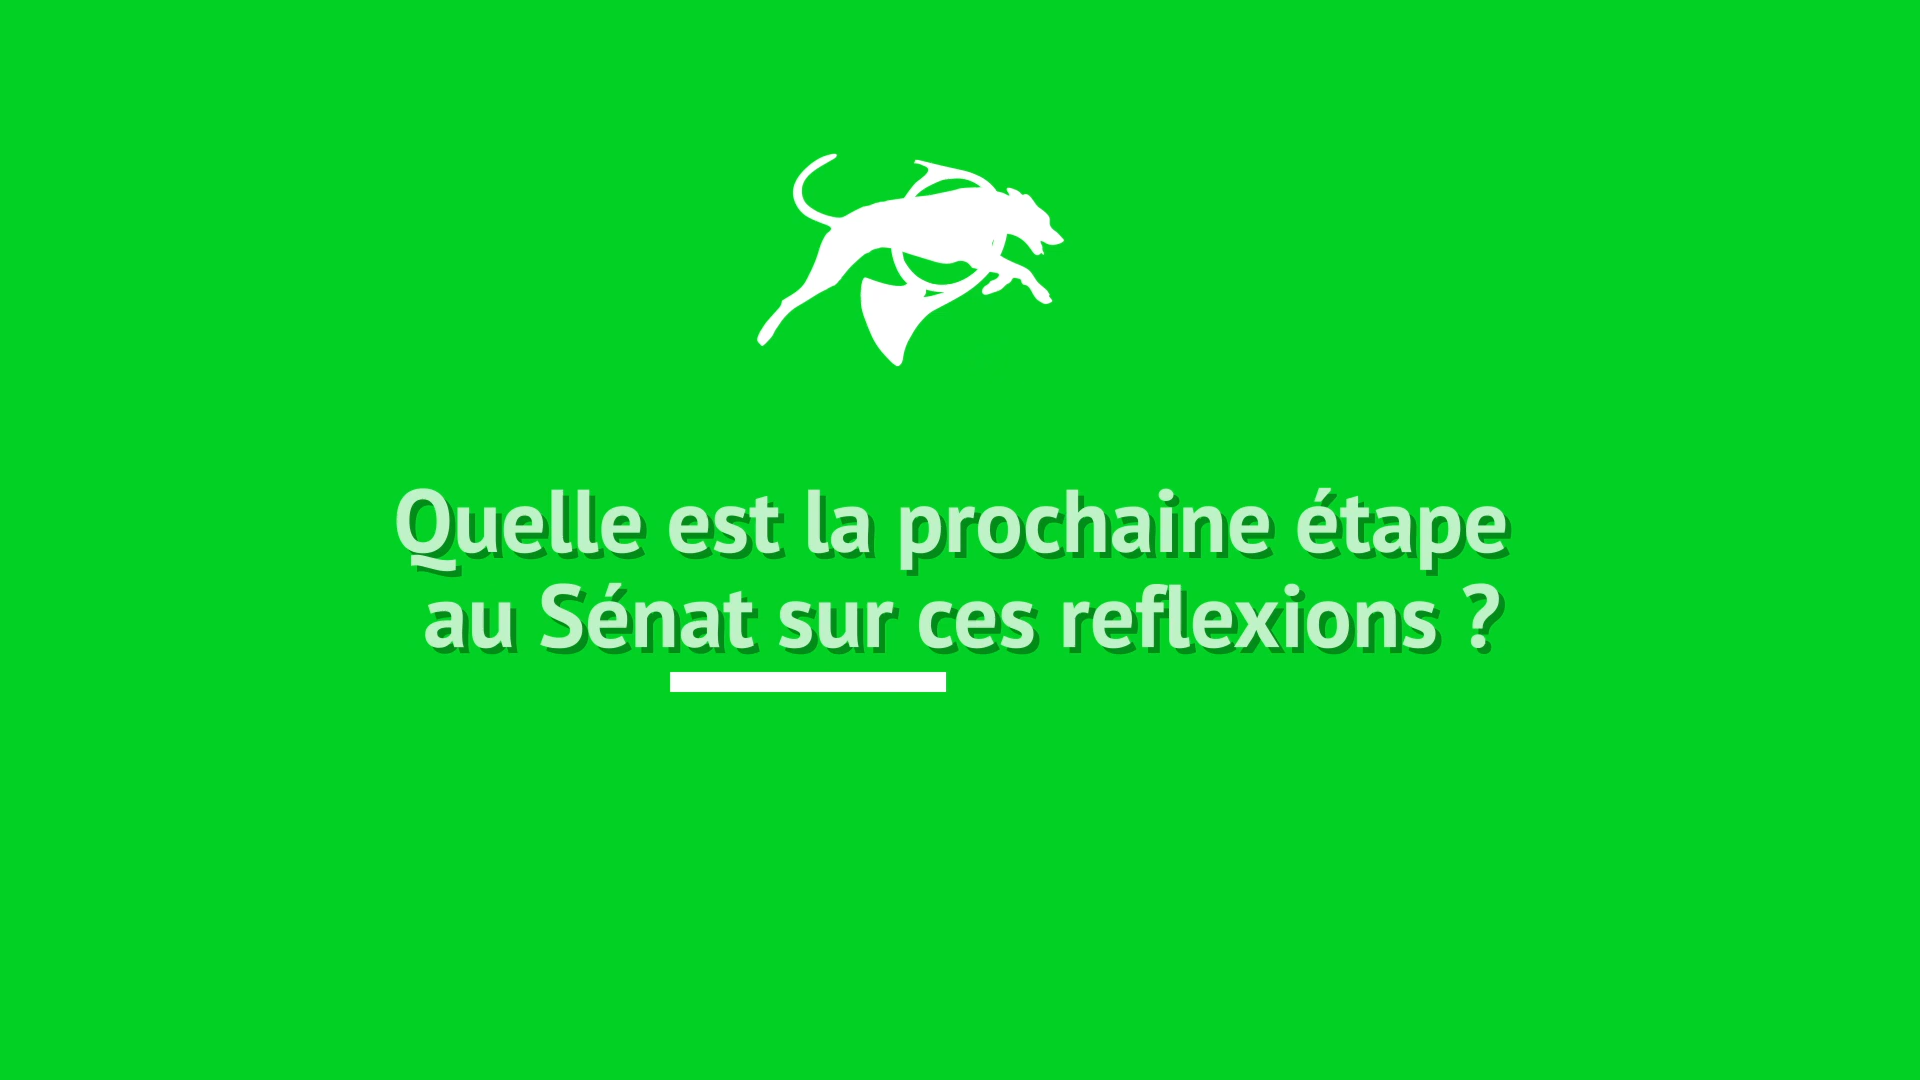 Quelle est la prochaine étape
au Sénat sur ces reflexions ?